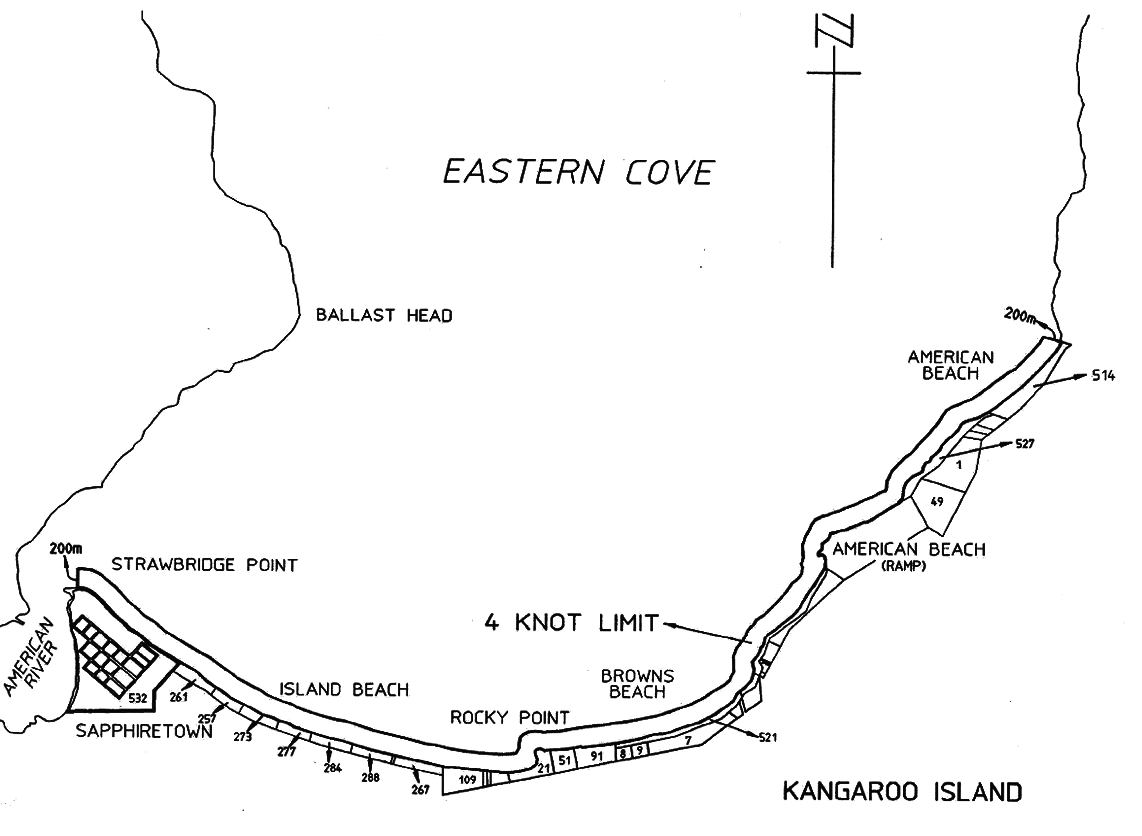 N
EASTERN COVE
BALLAST HEAD
200m
AMERICAN
BEACH
514
527
1
49
AMERICAN BEACH
(RAMP)
200m
STRAWBRIDGE POINT
4 KNOT LIMIT
AMERICAN
RIVER
532
261
SAPPHIRETOWN
257
273
277
284
288
267
ISLAND BEACH
ROCKY POINT
BROWNS
BEACH
109
21
51
91
8
9
7
521
KANGAROO ISLAND